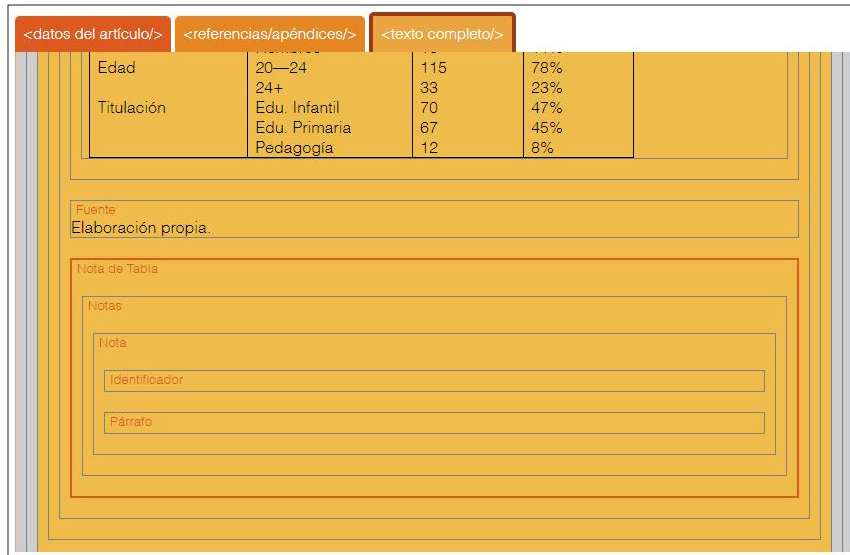 <datos del artículo/> <referencias/apéndices/> <texto completo/>
Edad 20—24 115 78%
24+ 33 23%
Titulación Edu. Infantil 70 47%
Edu. Primaria 67 45%
Pedagogía 12 8%
Fuente
Elaboración propia.
Nota de Tabla
Notas
Nota
Identificador
Párrafo